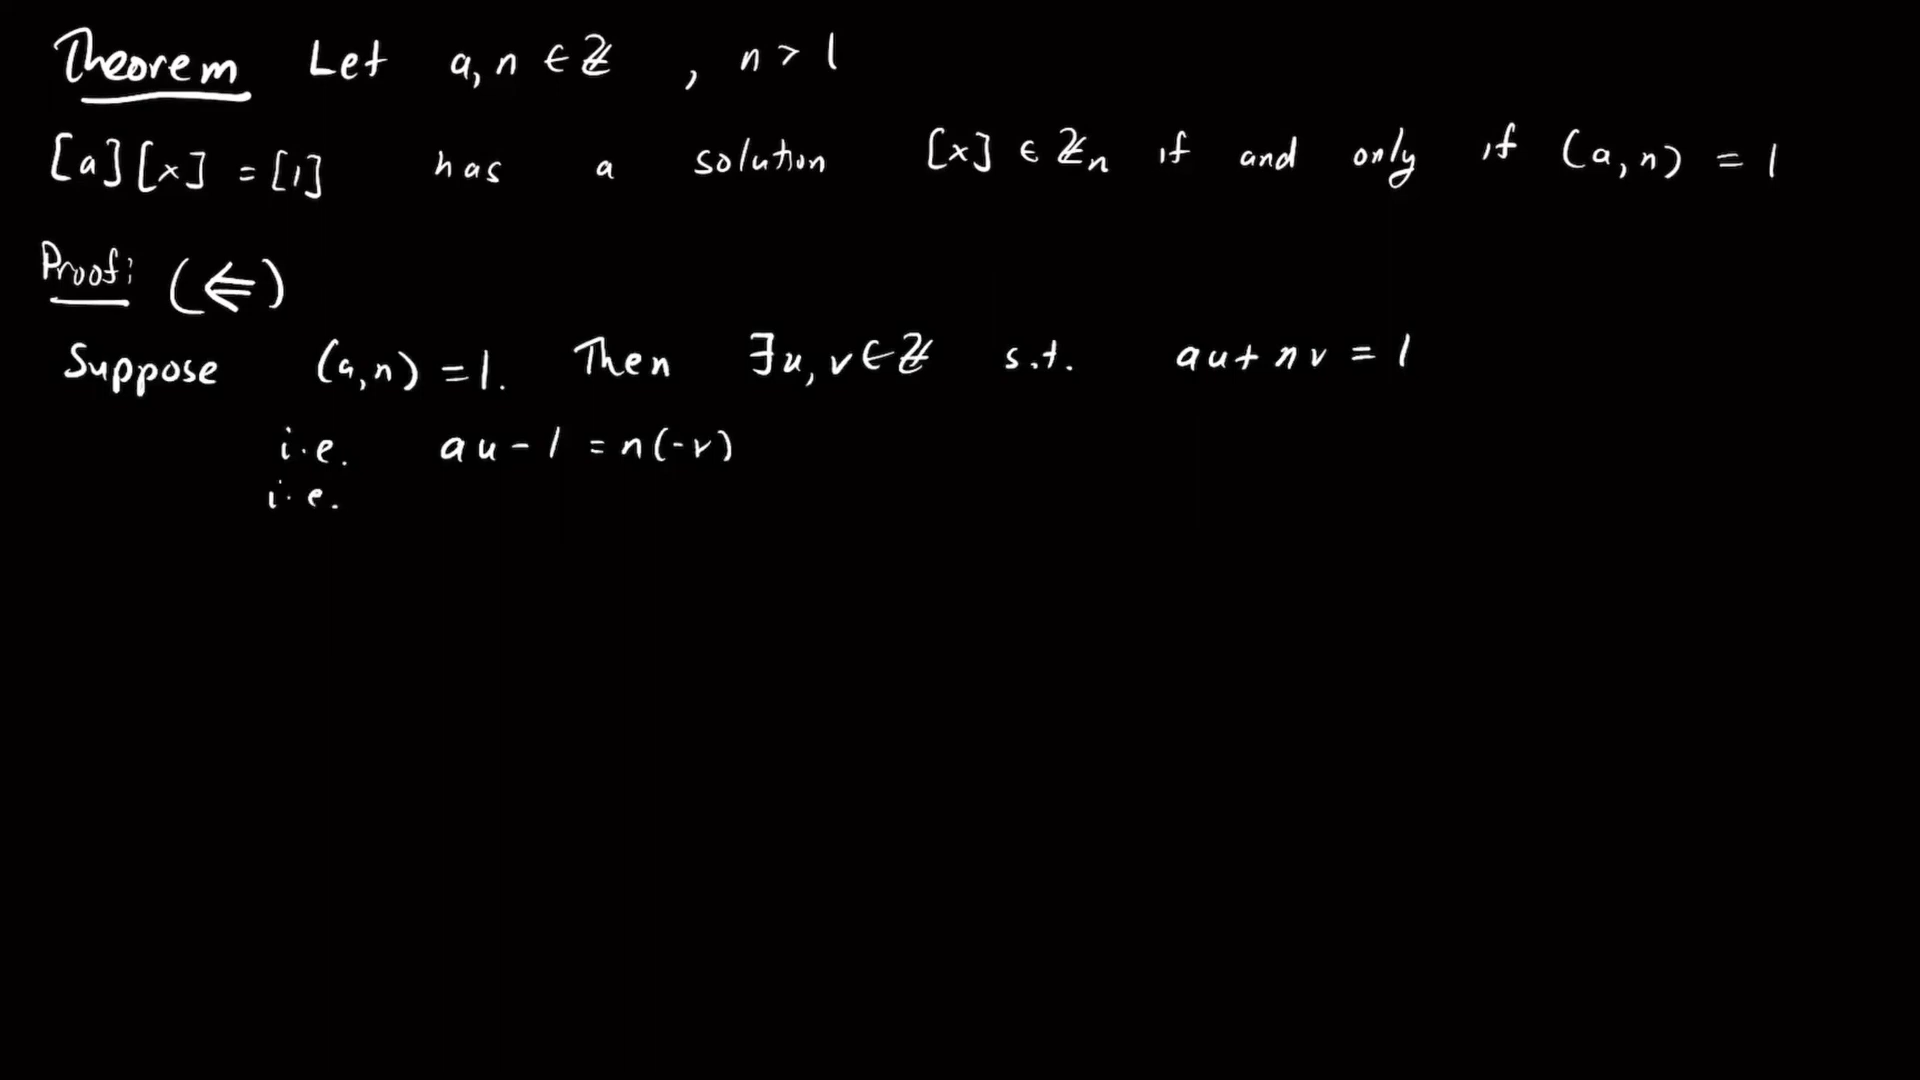 Theorem Let a, n ∈ ℤ , n > 1
[a][x] = [1] has a solution [x] ∈ ℤₙ if and only if (a, n) = 1
Proof: (⇐)
Suppose (a, n) = 1. Then ∃u, v ∈ ℤ s.t. au + nv = 1
i.e. au - 1 = n(-v)
i.e.